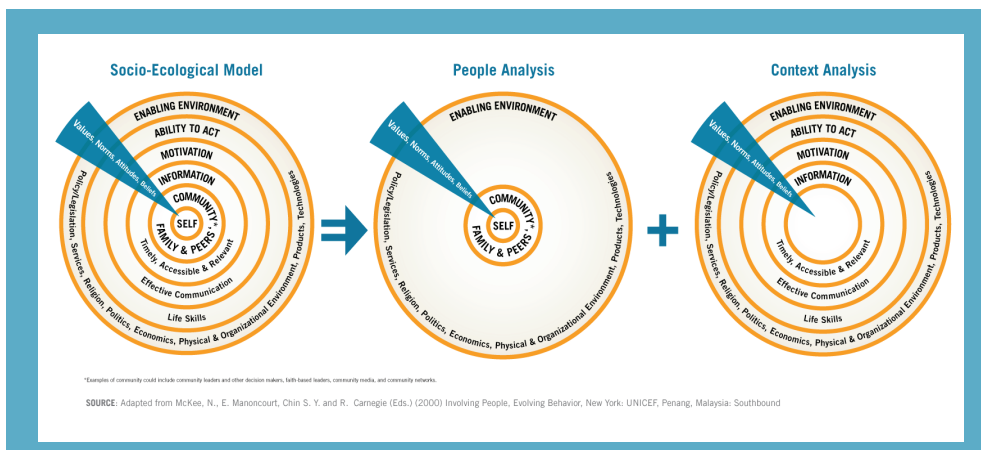 Socio-Ecological Model
ENABLING ENVIRONMENT
ABILITY TO ACT
MOTIVATION
INFORMATION
COMMUNITY*
SELF
FAMILY & PEERS,
Values, Norms, Attitudes, Beliefs
Timely, Accessible & Relevant
Effective Communication
Life Skills
Policy/Legislation, Services, Religion, Politics, Economics, Physical & Organizational Environment, Products, Technologies
People Analysis
ENABLING ENVIRONMENT
COMMUNITY*
SELF
FAMILY & PEERS,
Values, Norms, Attitudes, Beliefs
Policy/Legislation, Services, Religion, Politics, Economics, Physical & Organizational Environment, Products, Technologies
Context Analysis
ENABLING ENVIRONMENT
ABILITY TO ACT
MOTIVATION
INFORMATION
Values, Norms, Attitudes, Beliefs
Timely, Accessible & Relevant
Effective Communication
Life Skills
Policy/Legislation, Services, Religion, Politics, Economics, Physical & Organizational Environment, Products, Technologies
*Examples of community could include community leaders and other decision makers, faith-based leaders, community media, and community networks.
SOURCE: Adapted from McKee, N., E. Manoncourt, Chin S. Y. and R. Carnegie (Eds.) (2000) Involving People, Evolving Behavior, New York: UNICEF, Penang, Malaysia: Southbound